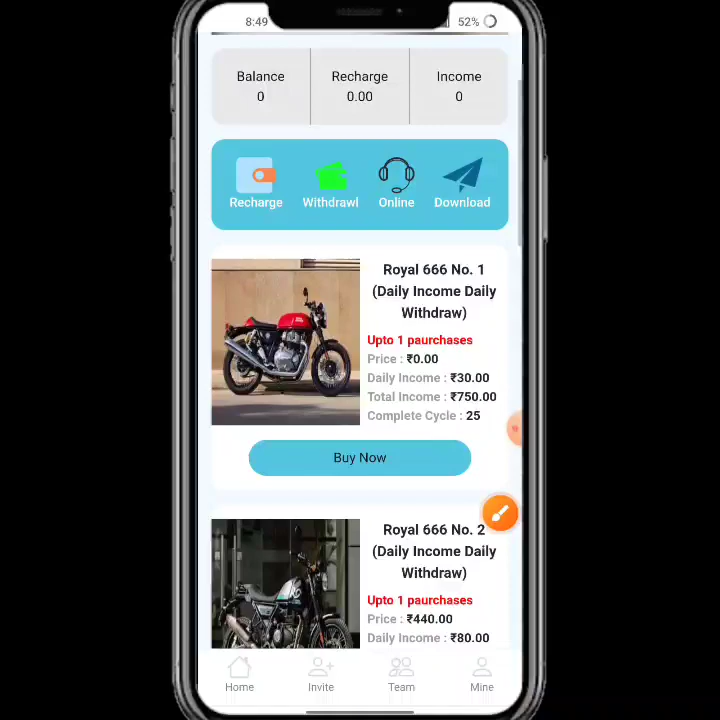 8:49
52%
Balance
Recharge
Income
0
0.00
0
Recharge
Withdrawl
Online
Download
Royal 666 No. 1
(Daily Income Daily
Withdraw)
Upto 1 paurchases
Price : ₹0.00
Daily Income : ₹30.00
Total Income : ₹750.00
Complete Cycle : 25
Buy Now
Royal 666 No. 2
(Daily Income Daily
Withdraw)
Upto 1 paurchases
Price : ₹440.00
Daily Income : ₹80.00
Home
Invite
Team
Mine